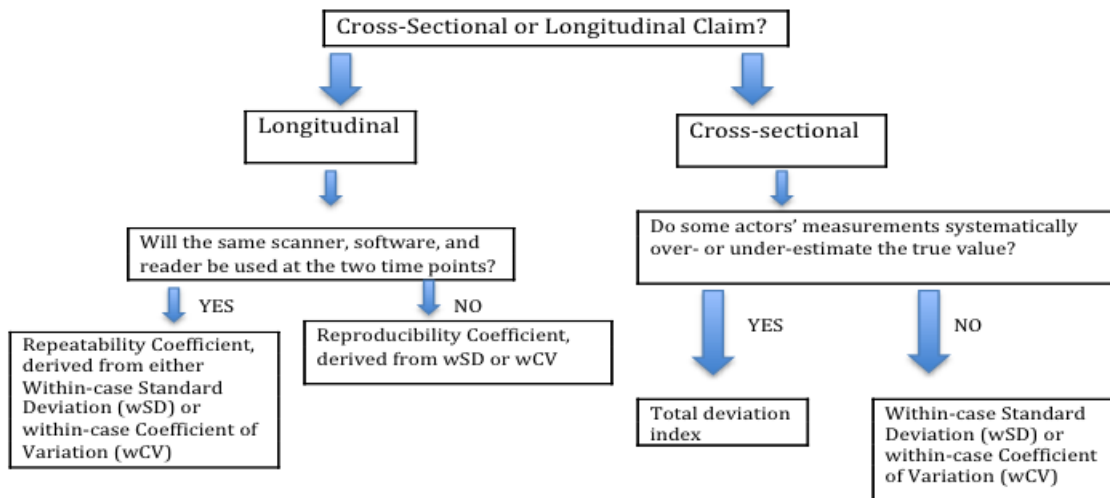 Cross-Sectional or Longitudinal Claim?
Longitudinal
Cross-sectional
Will the same scanner, software, and
reader be used at the two time points?
Do some actors’ measurements systematically
over- or under-estimate the true value?
YES
NO
YES
NO
Repeatability Coefficient,
derived from either
Within-case Standard
Deviation (wSD) or
within-case Coefficient of
Variation (wCV)
Reproducibility Coefficient,
derived from wSD or wCV
Total deviation
index
Within-case Standard
Deviation (wSD) or
within-case Coefficient
of Variation (wCV)